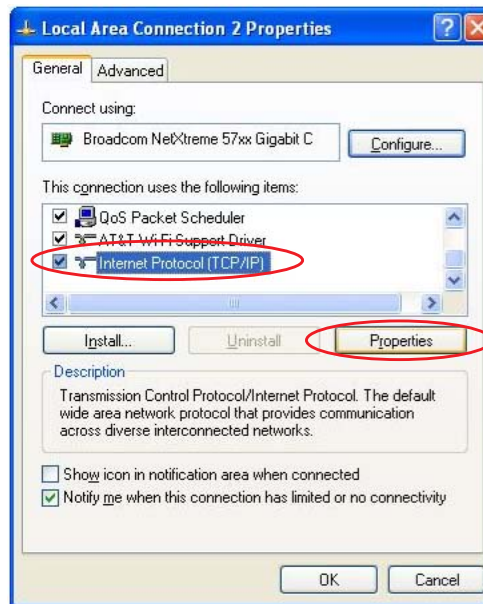 Local Area Connection 2 Properties
General Advanced
Connect using:
Broadcom NetXtreme 57xx Gigabit C
Configure...
This connection uses the following items:
QoS Packet Scheduler
AT&T Wi-Fi Support Driver
Internet Protocol (TCP/IP)
Install... Uninstall Properties
Description
Transmission Control Protocol/Internet Protocol. The default
wide area network protocol that provides communication
across diverse interconnected networks.
Show icon in notification area when connected
Notify me when this connection has limited or no connectivity
OK Cancel